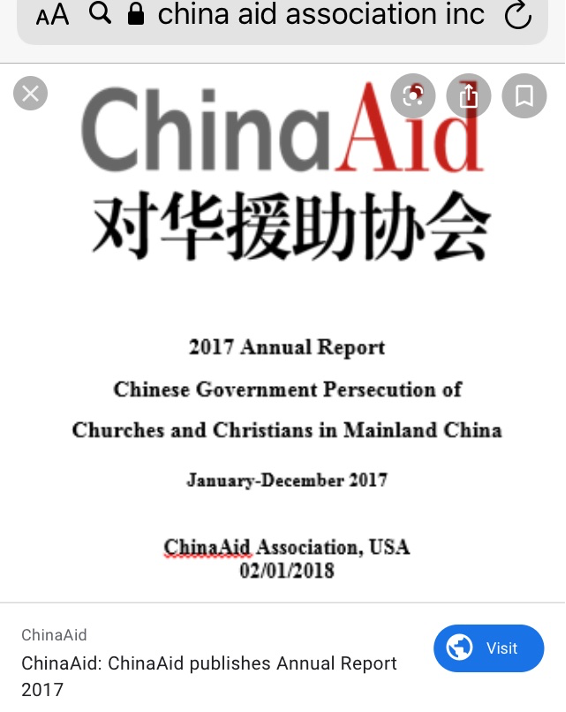 AA china aid association inc
ChinaAid
对华援助协会
2017 Annual Report
Chinese Government Persecution of
Churches and Christians in Mainland China
January-December 2017
ChinaAid Association, USA
02/01/2018
ChinaAid
ChinaAid: ChinaAid publishes Annual Report
2017
Visit